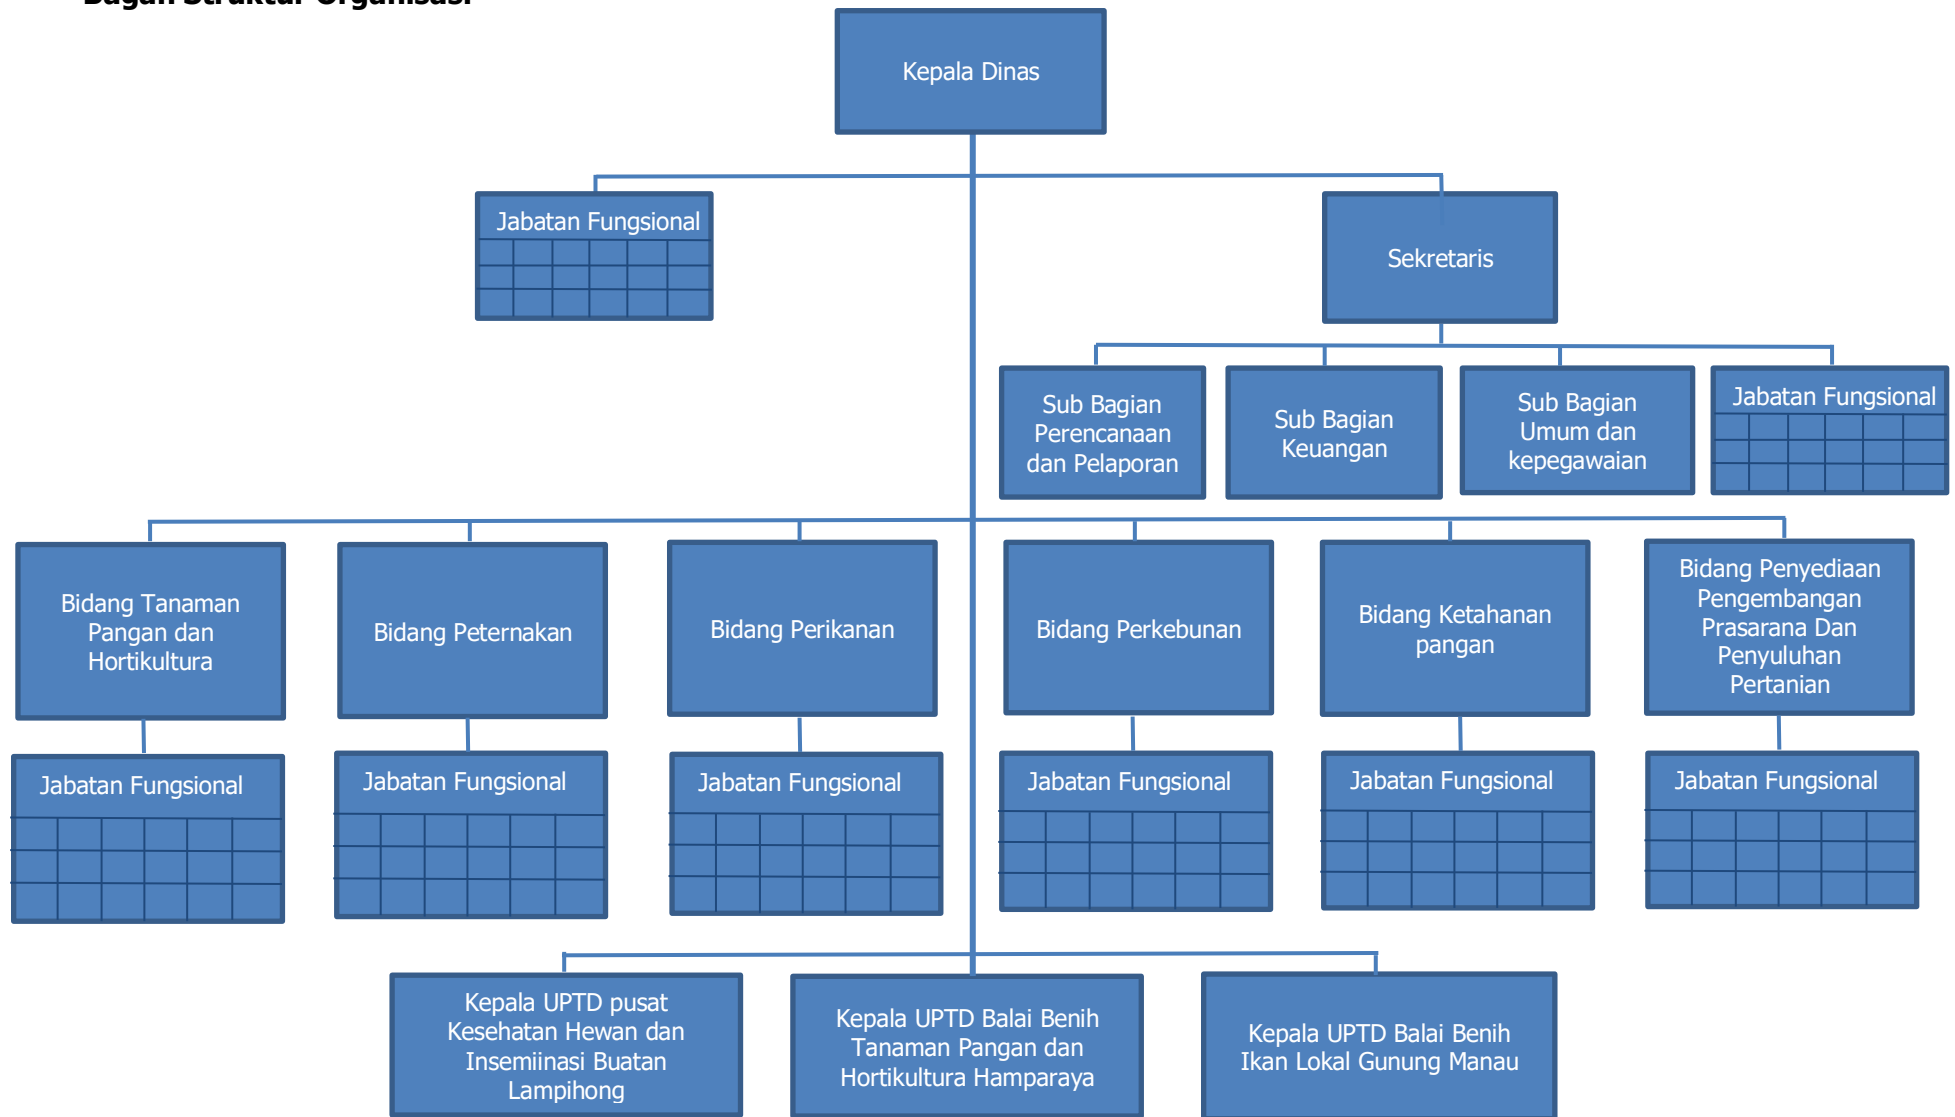 Bagan Struktur Organisasi
Kepala Dinas
Jabatan Fungsional
Sekretaris
Sub Bagian
Perencanaan
dan Pelaporan
Sub Bagian
Keuangan
Sub Bagian
Umum dan
kepegawaian
Jabatan Fungsional
Bidang Tanaman
Pangan dan
Hortikultura
Bidang Peternakan
Bidang Perikanan
Bidang Perkebunan
Bidang Ketahanan
pangan
Bidang Penyediaan
Pengembangan
Prasarana Dan
Penyuluhan
Pertanian
Jabatan Fungsional
Jabatan Fungsional
Jabatan Fungsional
Jabatan Fungsional
Jabatan Fungsional
Jabatan Fungsional
Kepala UPTD pusat
Kesehatan Hewan dan
Insemiinasi Buatan
Lampihong
Kepala UPTD Balai Benih
Tanaman Pangan dan
Hortikultura Hamparaya
Kepala UPTD Balai Benih
Ikan Lokal Gunung Manau